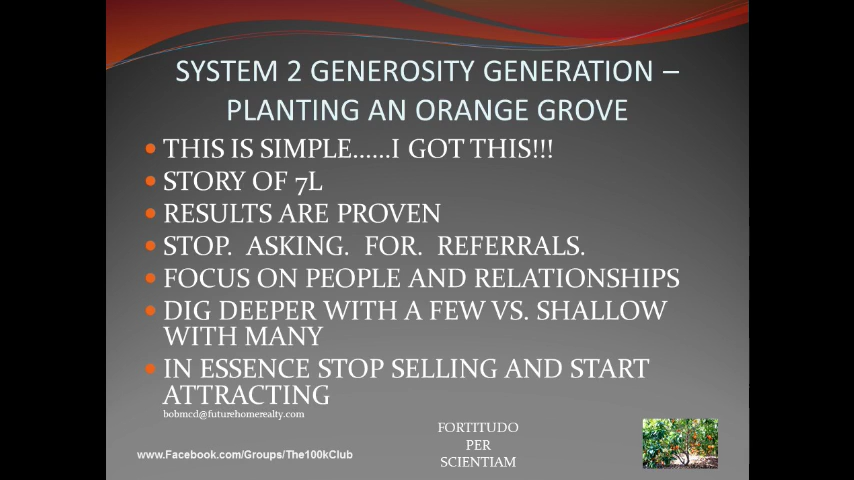 SYSTEM 2 GENEROSITY GENERATION –
PLANTING AN ORANGE GROVE
THIS IS SIMPLE......I GOT THIS!!!
STORY OF 7L
RESULTS ARE PROVEN
STOP. ASKING. FOR. REFERRALS.
FOCUS ON PEOPLE AND RELATIONSHIPS
DIG DEEPER WITH A FEW VS. SHALLOW
WITH MANY
IN ESSENCE STOP SELLING AND START
ATTRACTING
bobmcd@futurehomerealty.com
FORTITUDO
PER
SCIENTIAM
www.Facebook.com/Groups/The100kClub